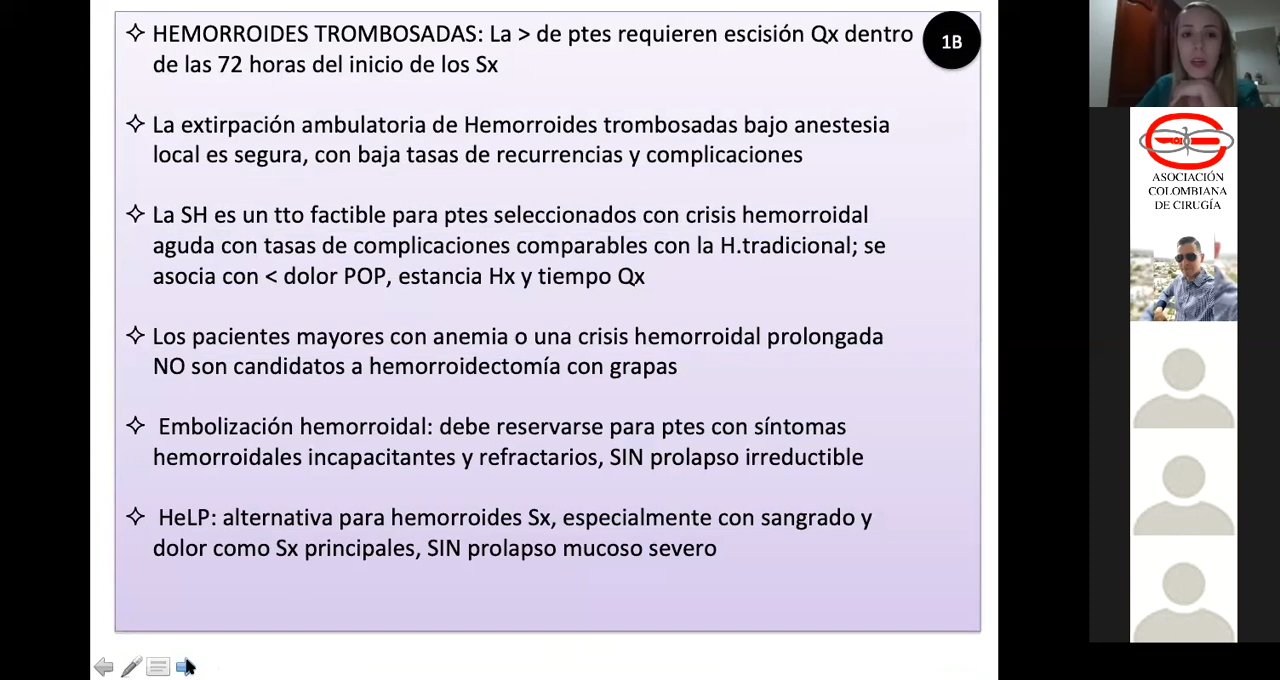 HEMORROIDES TROMBOSADAS: La > de ptes requieren escisión Qx dentro
de las 72 horas del inicio de los Sx
1B
La extirpación ambulatoria de Hemorroides trombosadas bajo anestesia
local es segura, con baja tasas de recurrencias y complicaciones
La SH es un tto factible para ptes seleccionados con crisis hemorroidal
aguda con tasas de complicaciones comparables con la H.tradicional; se
asocia con < dolor POP, estancia Hx y tiempo Qx
Los pacientes mayores con anemia o una crisis hemorroidal prolongada
NO son candidatos a hemorroidectomía con grapas
Embolización hemorroidal: debe reservarse para ptes con síntomas
hemorroidales incapacitantes y refractarios, SIN prolapso irreductible
HeLP: alternativa para hemorroides Sx, especialmente con sangrado y
dolor como Sx principales, SIN prolapso mucoso severo
ASOCIACIÓN
COLOMBIANA
DE CIRUGÍA